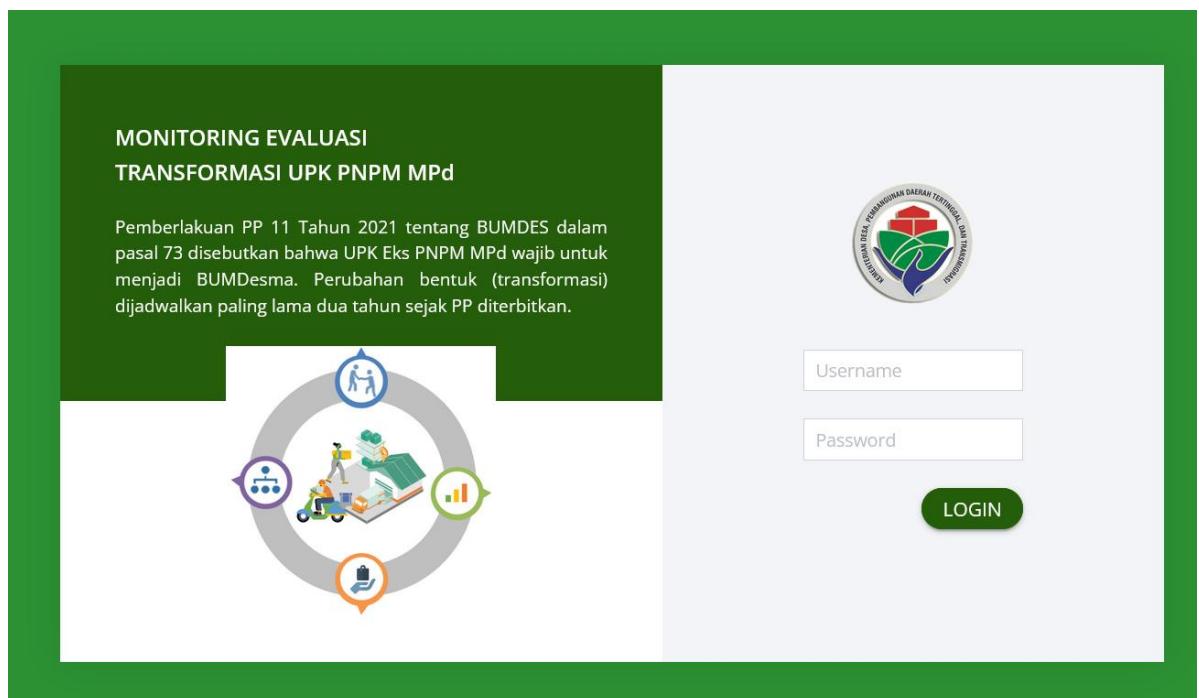 MONITORING EVALUASI
TRANSFORMASI UPK PNPM MPd
Pemberlakuan PP 11 Tahun 2021 tentang BUMDES dalam
pasal 73 disebutkan bahwa UPK Eks PNPM MPd wajib untuk
menjadi BUMDesma. Perubahan bentuk (transformasi)
dijadwalkan paling lama dua tahun sejak PP diterbitkan.
KEMENTERIAN DESA, PEMBANGUNAN DAERAH TERTINGGAL, DAN TRANSMIGRASI
Username
Password
LOGIN